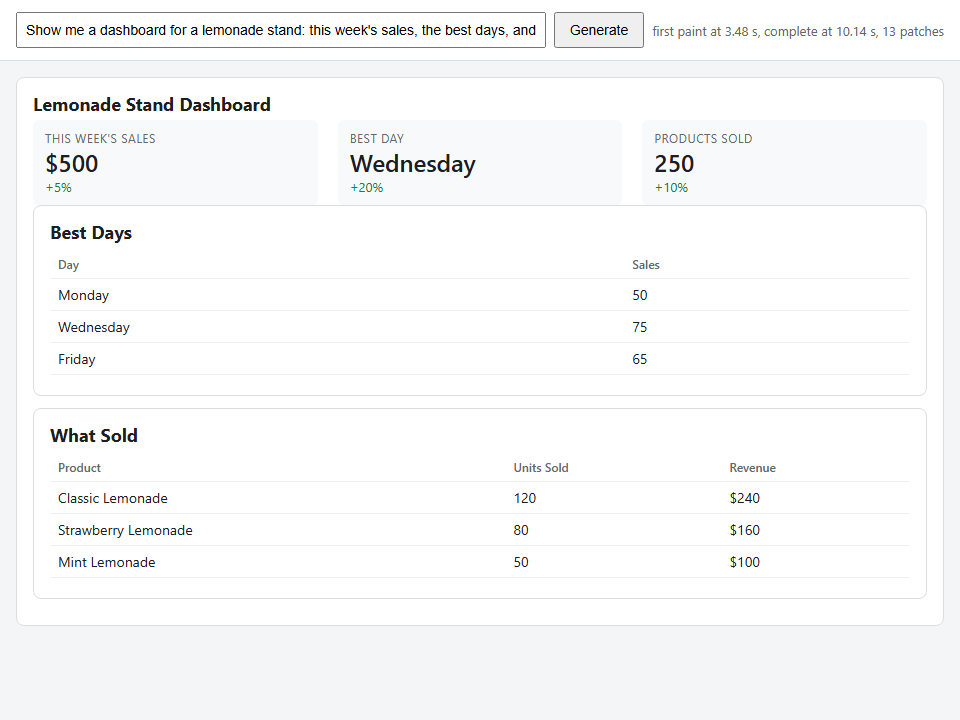 Show me a dashboard for a lemonade stand: this week's sales, the best days, and
Generate
first paint at 3.48 s, complete at 10.14 s, 13 patches
Lemonade Stand Dashboard
THIS WEEK'S SALES
$500
+5%
BEST DAY
Wednesday
+20%
PRODUCTS SOLD
250
+10%
Best Days
Day Sales
Monday 50
Wednesday 75
Friday 65
What Sold
Product Units Sold Revenue
Classic Lemonade 120 $240
Strawberry Lemonade 80 $160
Mint Lemonade 50 $100